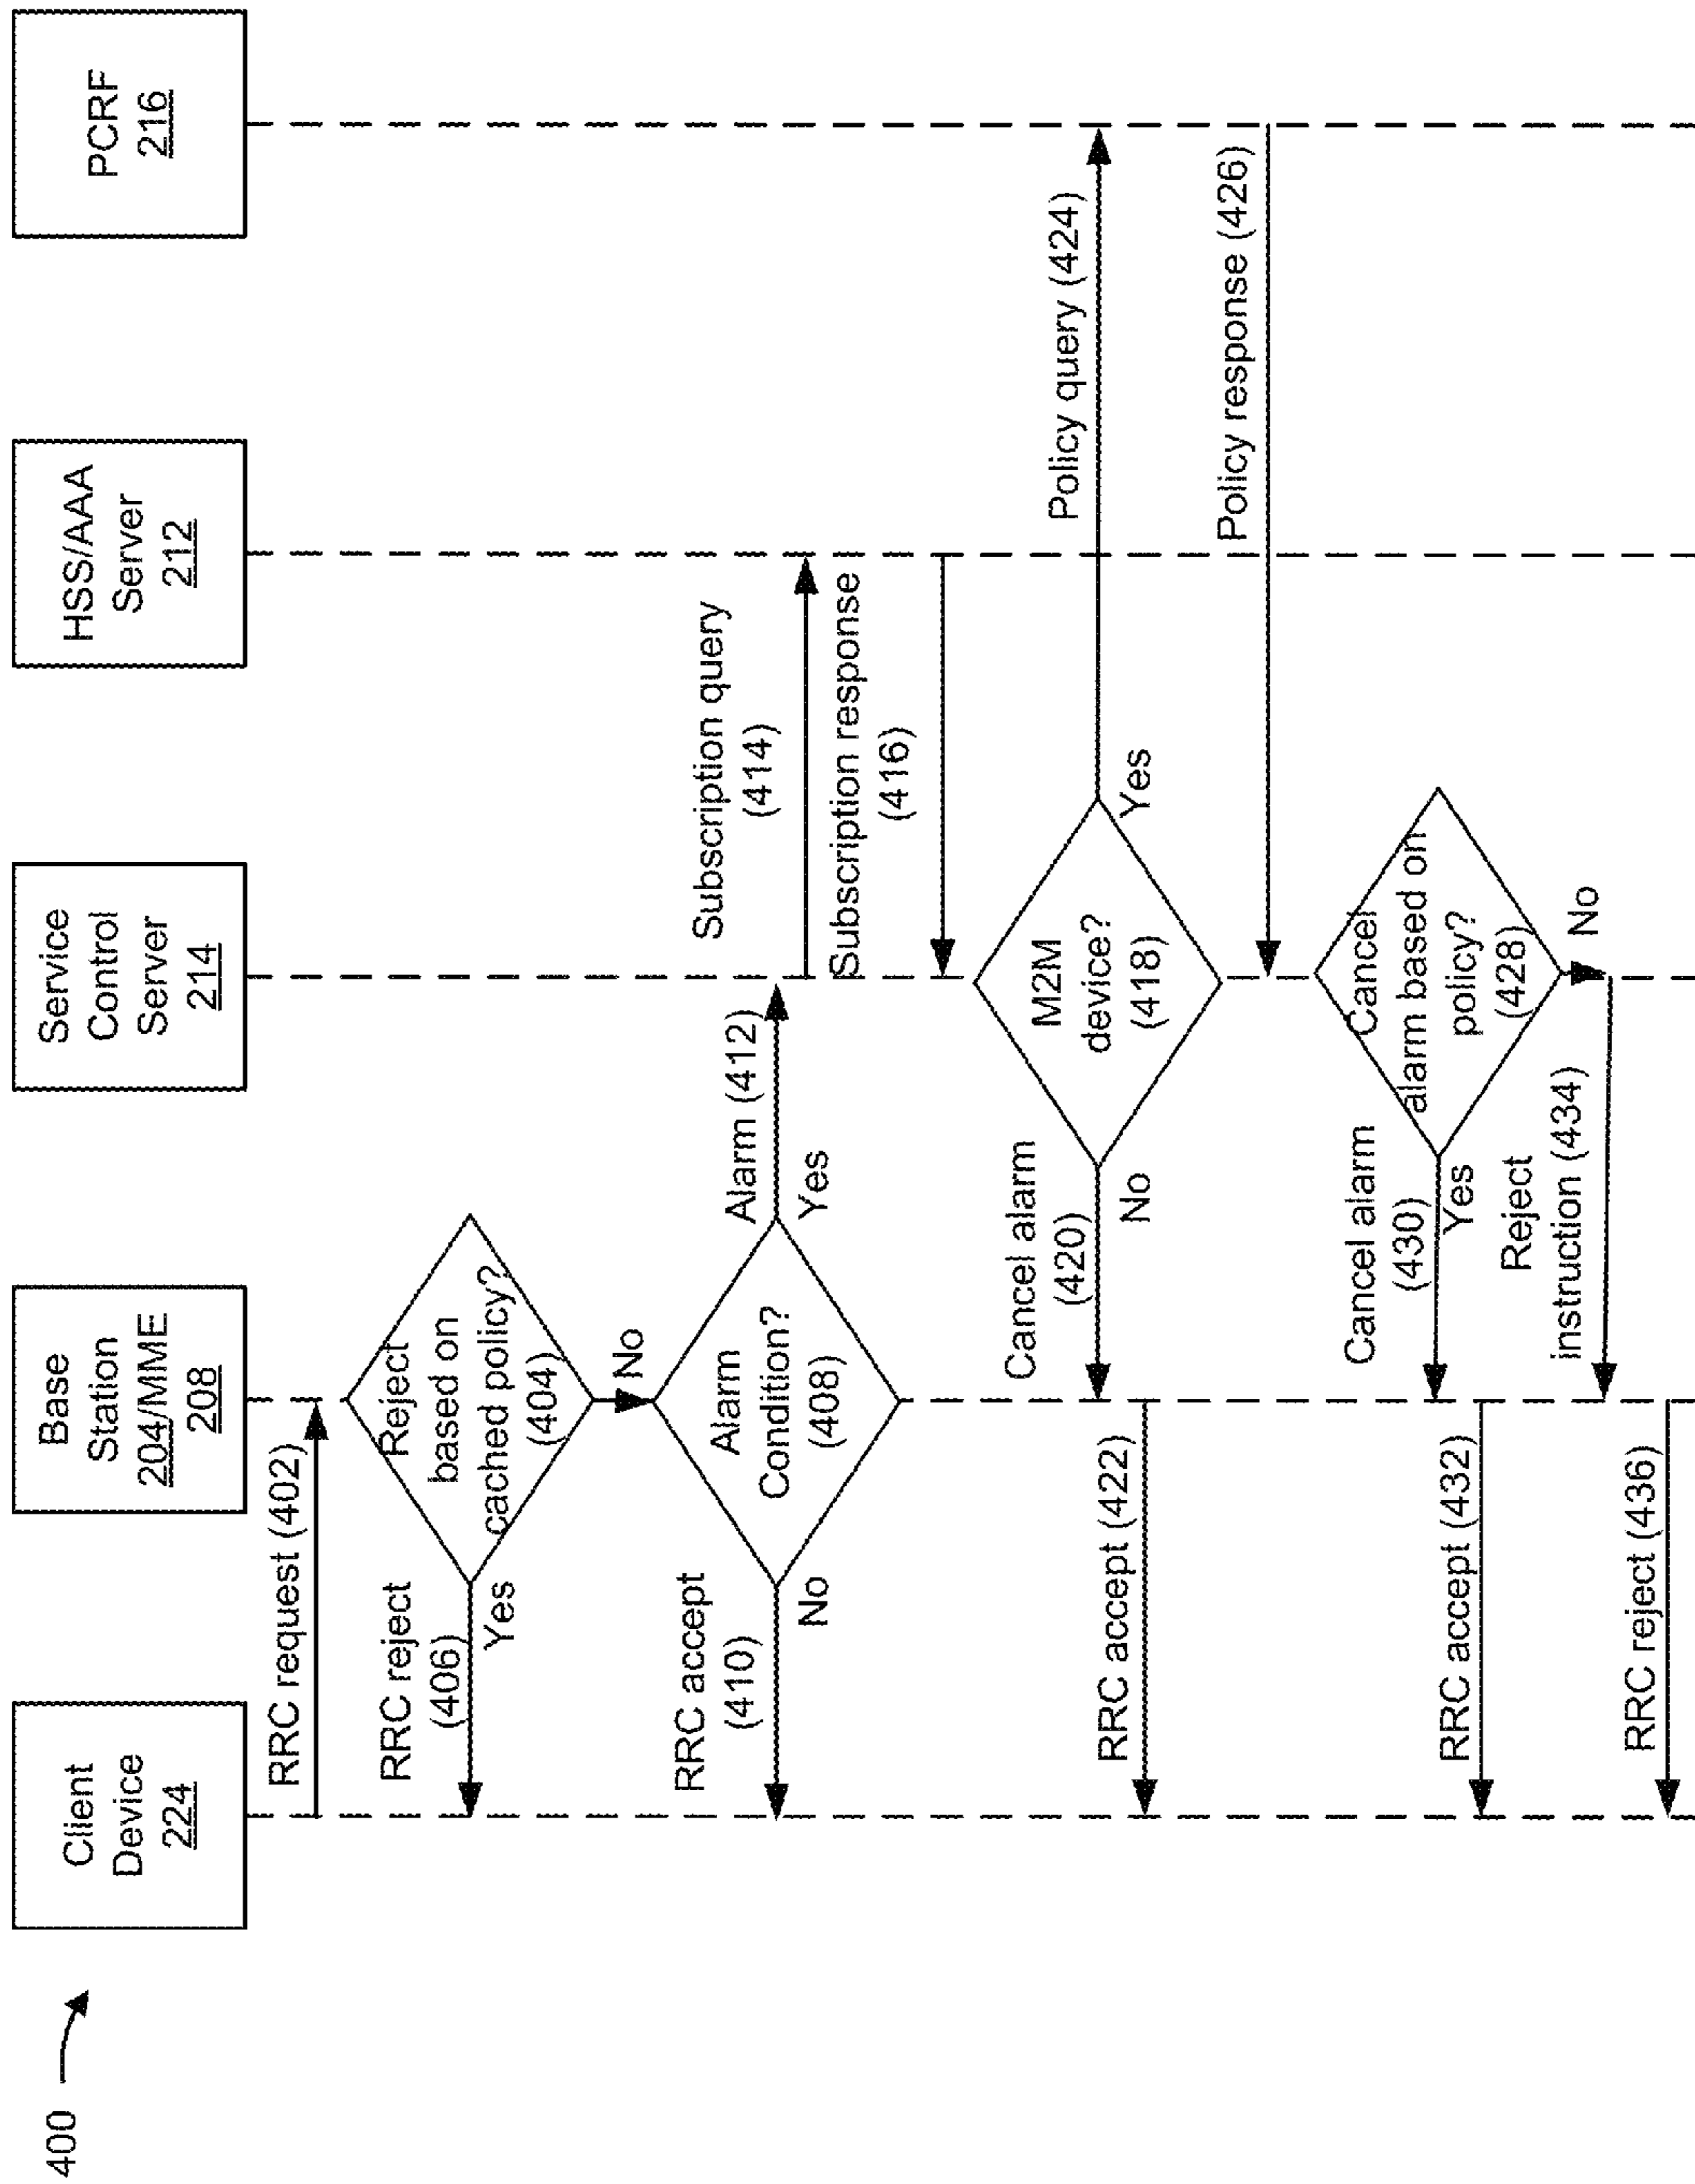 400
Client
Device
224
Base
Station
204/MME
208
Service
Control
Server
214
HSS/AAA
Server
212
PCRF
216
RRC request (402)
Reject
based on
cached policy?
(404)
RRC reject
(406)
Yes
No
Alarm
Condition?
(408)
RRC accept
(410)
No
Alarm (412)
Yes
Subscription query
(414)
Subscription response
(416)
M2M
device?
(418)
Cancel alarm
(420)
No
Yes
Policy query (424)
RRC accept (422)
Policy response (426)
Cancel
alarm based on
policy?
(428)
Cancel alarm
(430)
Yes
No
RRC accept (432)
Reject
instruction (434)
RRC reject (436)